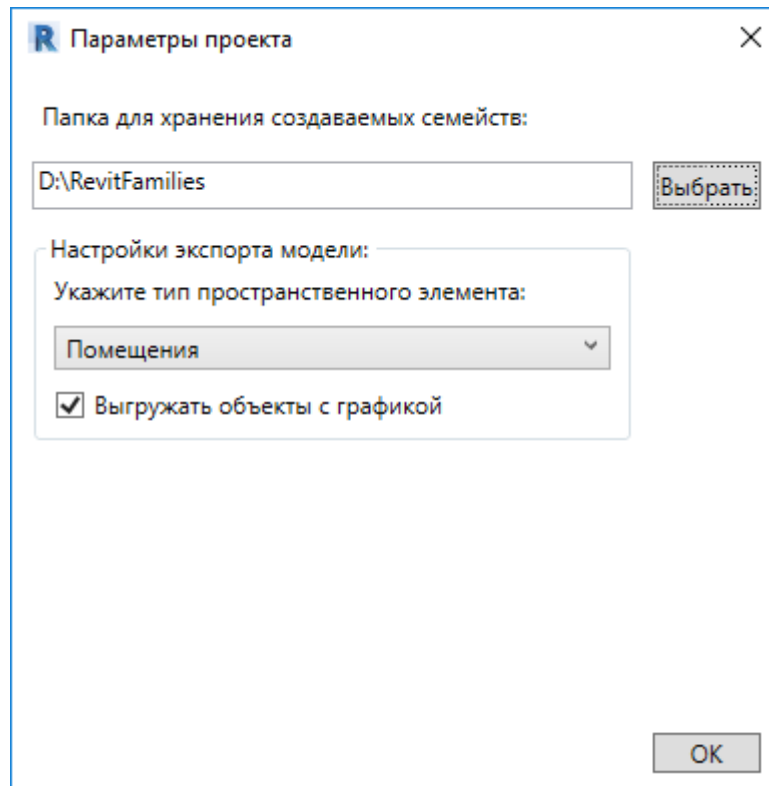 Параметры проекта
Папка для хранения создаваемых семейств:
D:\RevitFamilies
Выбрать
Настройки экспорта модели:
Укажите тип пространственного элемента:
Помещения
Выгружать объекты с графикой
OK